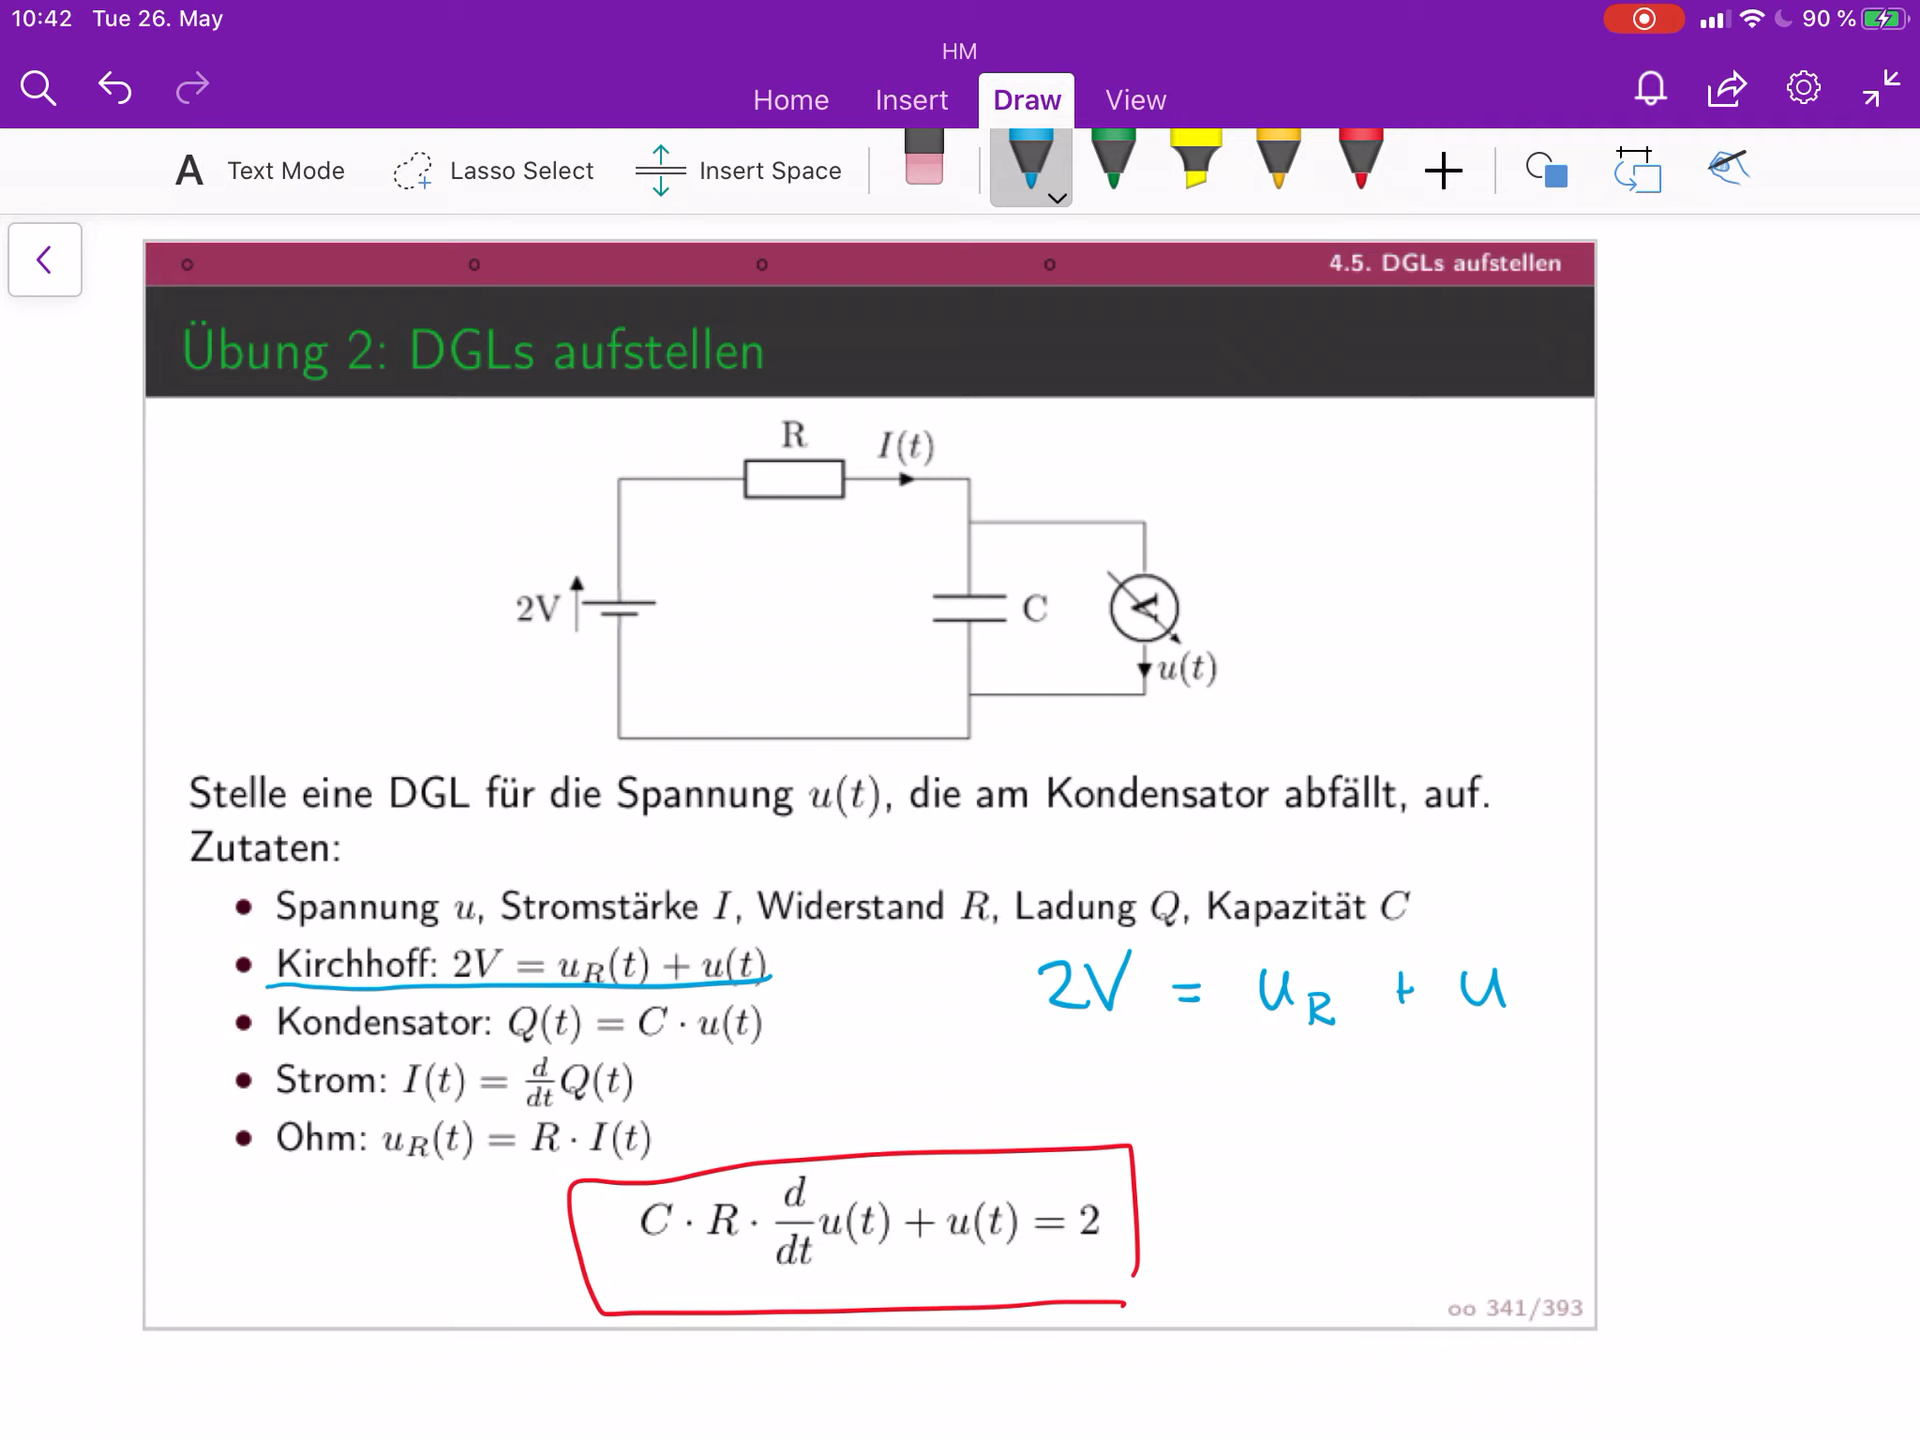 10:42 Tue 26. May
90 %
HM
Home Insert Draw View
A Text Mode Lasso Select Insert Space
4.5. DGLs aufstellen
Übung 2: DGLs aufstellen
R
I(t)
2V
C
A
u(t)
Stelle eine DGL für die Spannung u(t), die am Kondensator abfällt, auf.
Zutaten:
• Spannung u, Stromstärke I, Widerstand R, Ladung Q, Kapazität C
• Kirchhoff: 2V = u_R(t) + u(t)
2V = u_R + u
• Kondensator: Q(t) = C · u(t)
• Strom: I(t) = d/dt Q(t)
• Ohm: u_R(t) = R · I(t)
C · R · d/dt u(t) + u(t) = 2
oo 341/393